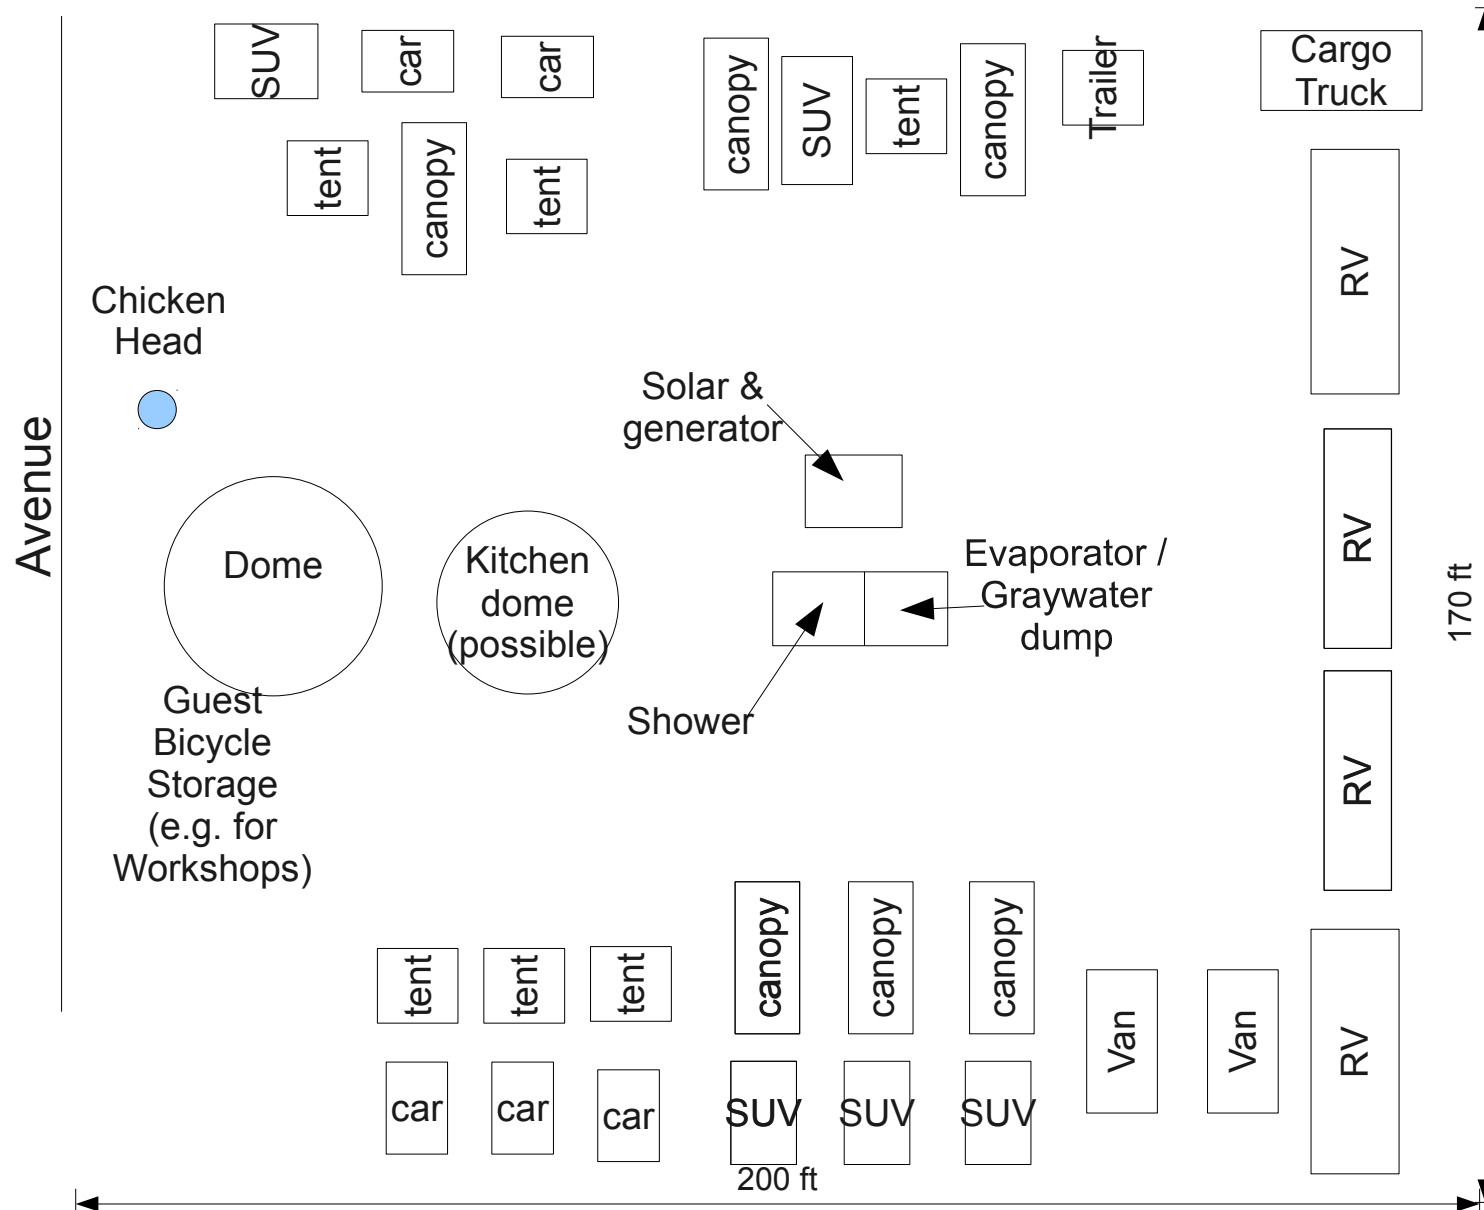 SUV
car
car
canopy
SUV
tent
canopy
Trailer
Cargo
Truck
tent
canopy
tent
RV
Chicken
Head
Solar &
generator
Avenue
Dome
Kitchen
dome
(possible)
Evaporator /
Graywater
dump
RV
170 ft
Shower
Guest
Bicycle
Storage
(e.g. for
Workshops)
RV
canopy
canopy
canopy
tent
tent
tent
Van
Van
RV
car
car
car
SUV
SUV
SUV
200 ft